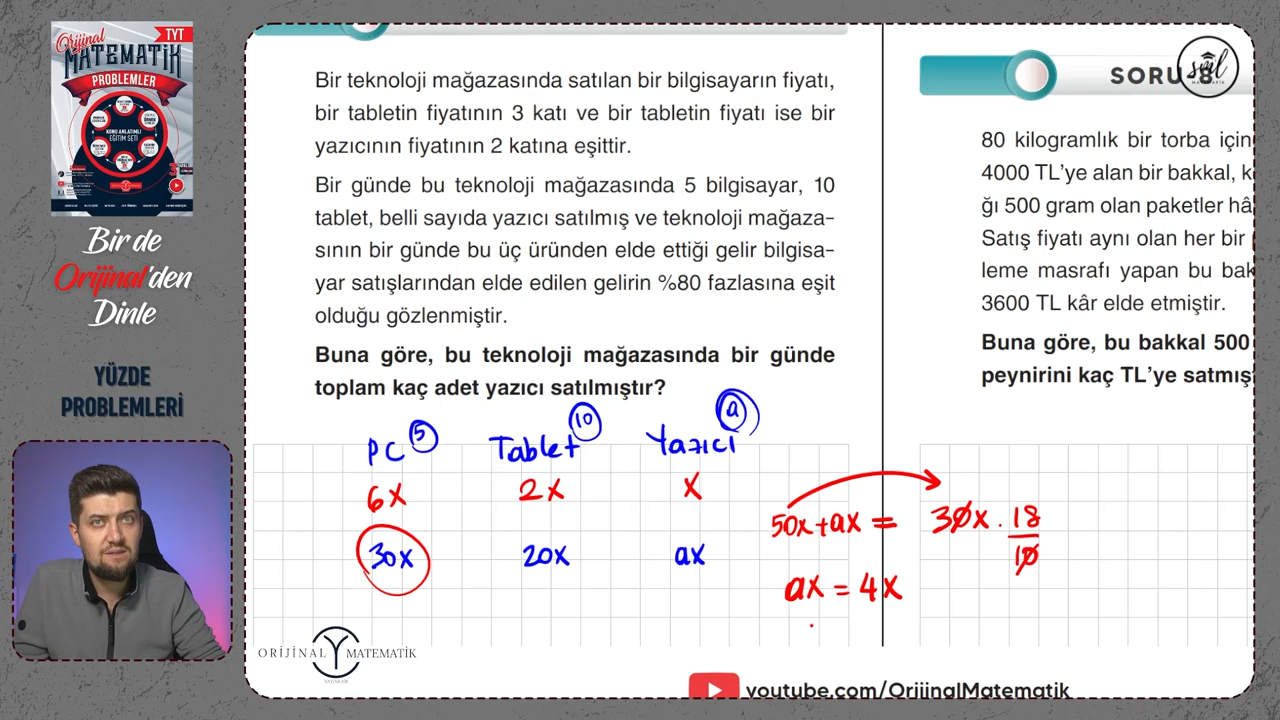 TYT
Orijinal
MATEMATİK
PROBLEMLER
KONU ANLATIMLI
EĞİTİM SETİ
Bir de
Orijinal'den
Dinle
YÜZDE
PROBLEMLERİ
Bir teknoloji mağazasında satılan bir bilgisayarın fiyatı,
bir tabletin fiyatının 3 katı ve bir tabletin fiyatı ise bir
yazıcının fiyatının 2 katına eşittir.
Bir günde bu teknoloji mağazasında 5 bilgisayar, 10
tablet, belli sayıda yazıcı satılmış ve teknoloji mağaza-
sının bir günde bu üç üründen elde ettiği gelir bilgisa-
yar satışlarından elde edilen gelirin %80 fazlasına eşit
olduğu gözlenmiştir.
Buna göre, bu teknoloji mağazasında bir günde
toplam kaç adet yazıcı satılmıştır?
PC 5 Tablet 10 Yazıcı a
6x 2x x
30x 20x ax
50x+ax = 30x . 18/10
ax = 4x
ORİJİNAL MATEMATİK
YAYINLARI
SORU 8
80 kilogramlık bir torba için
4000 TL'ye alan bir bakkal, k
ğı 500 gram olan paketler hâ
Satış fiyatı aynı olan her bir
leme masrafı yapan bu bak
3600 TL kâr elde etmiştir.
Buna göre, bu bakkal 500
peynirini kaç TL'ye satmış
youtube.com/OrijinalMatematik